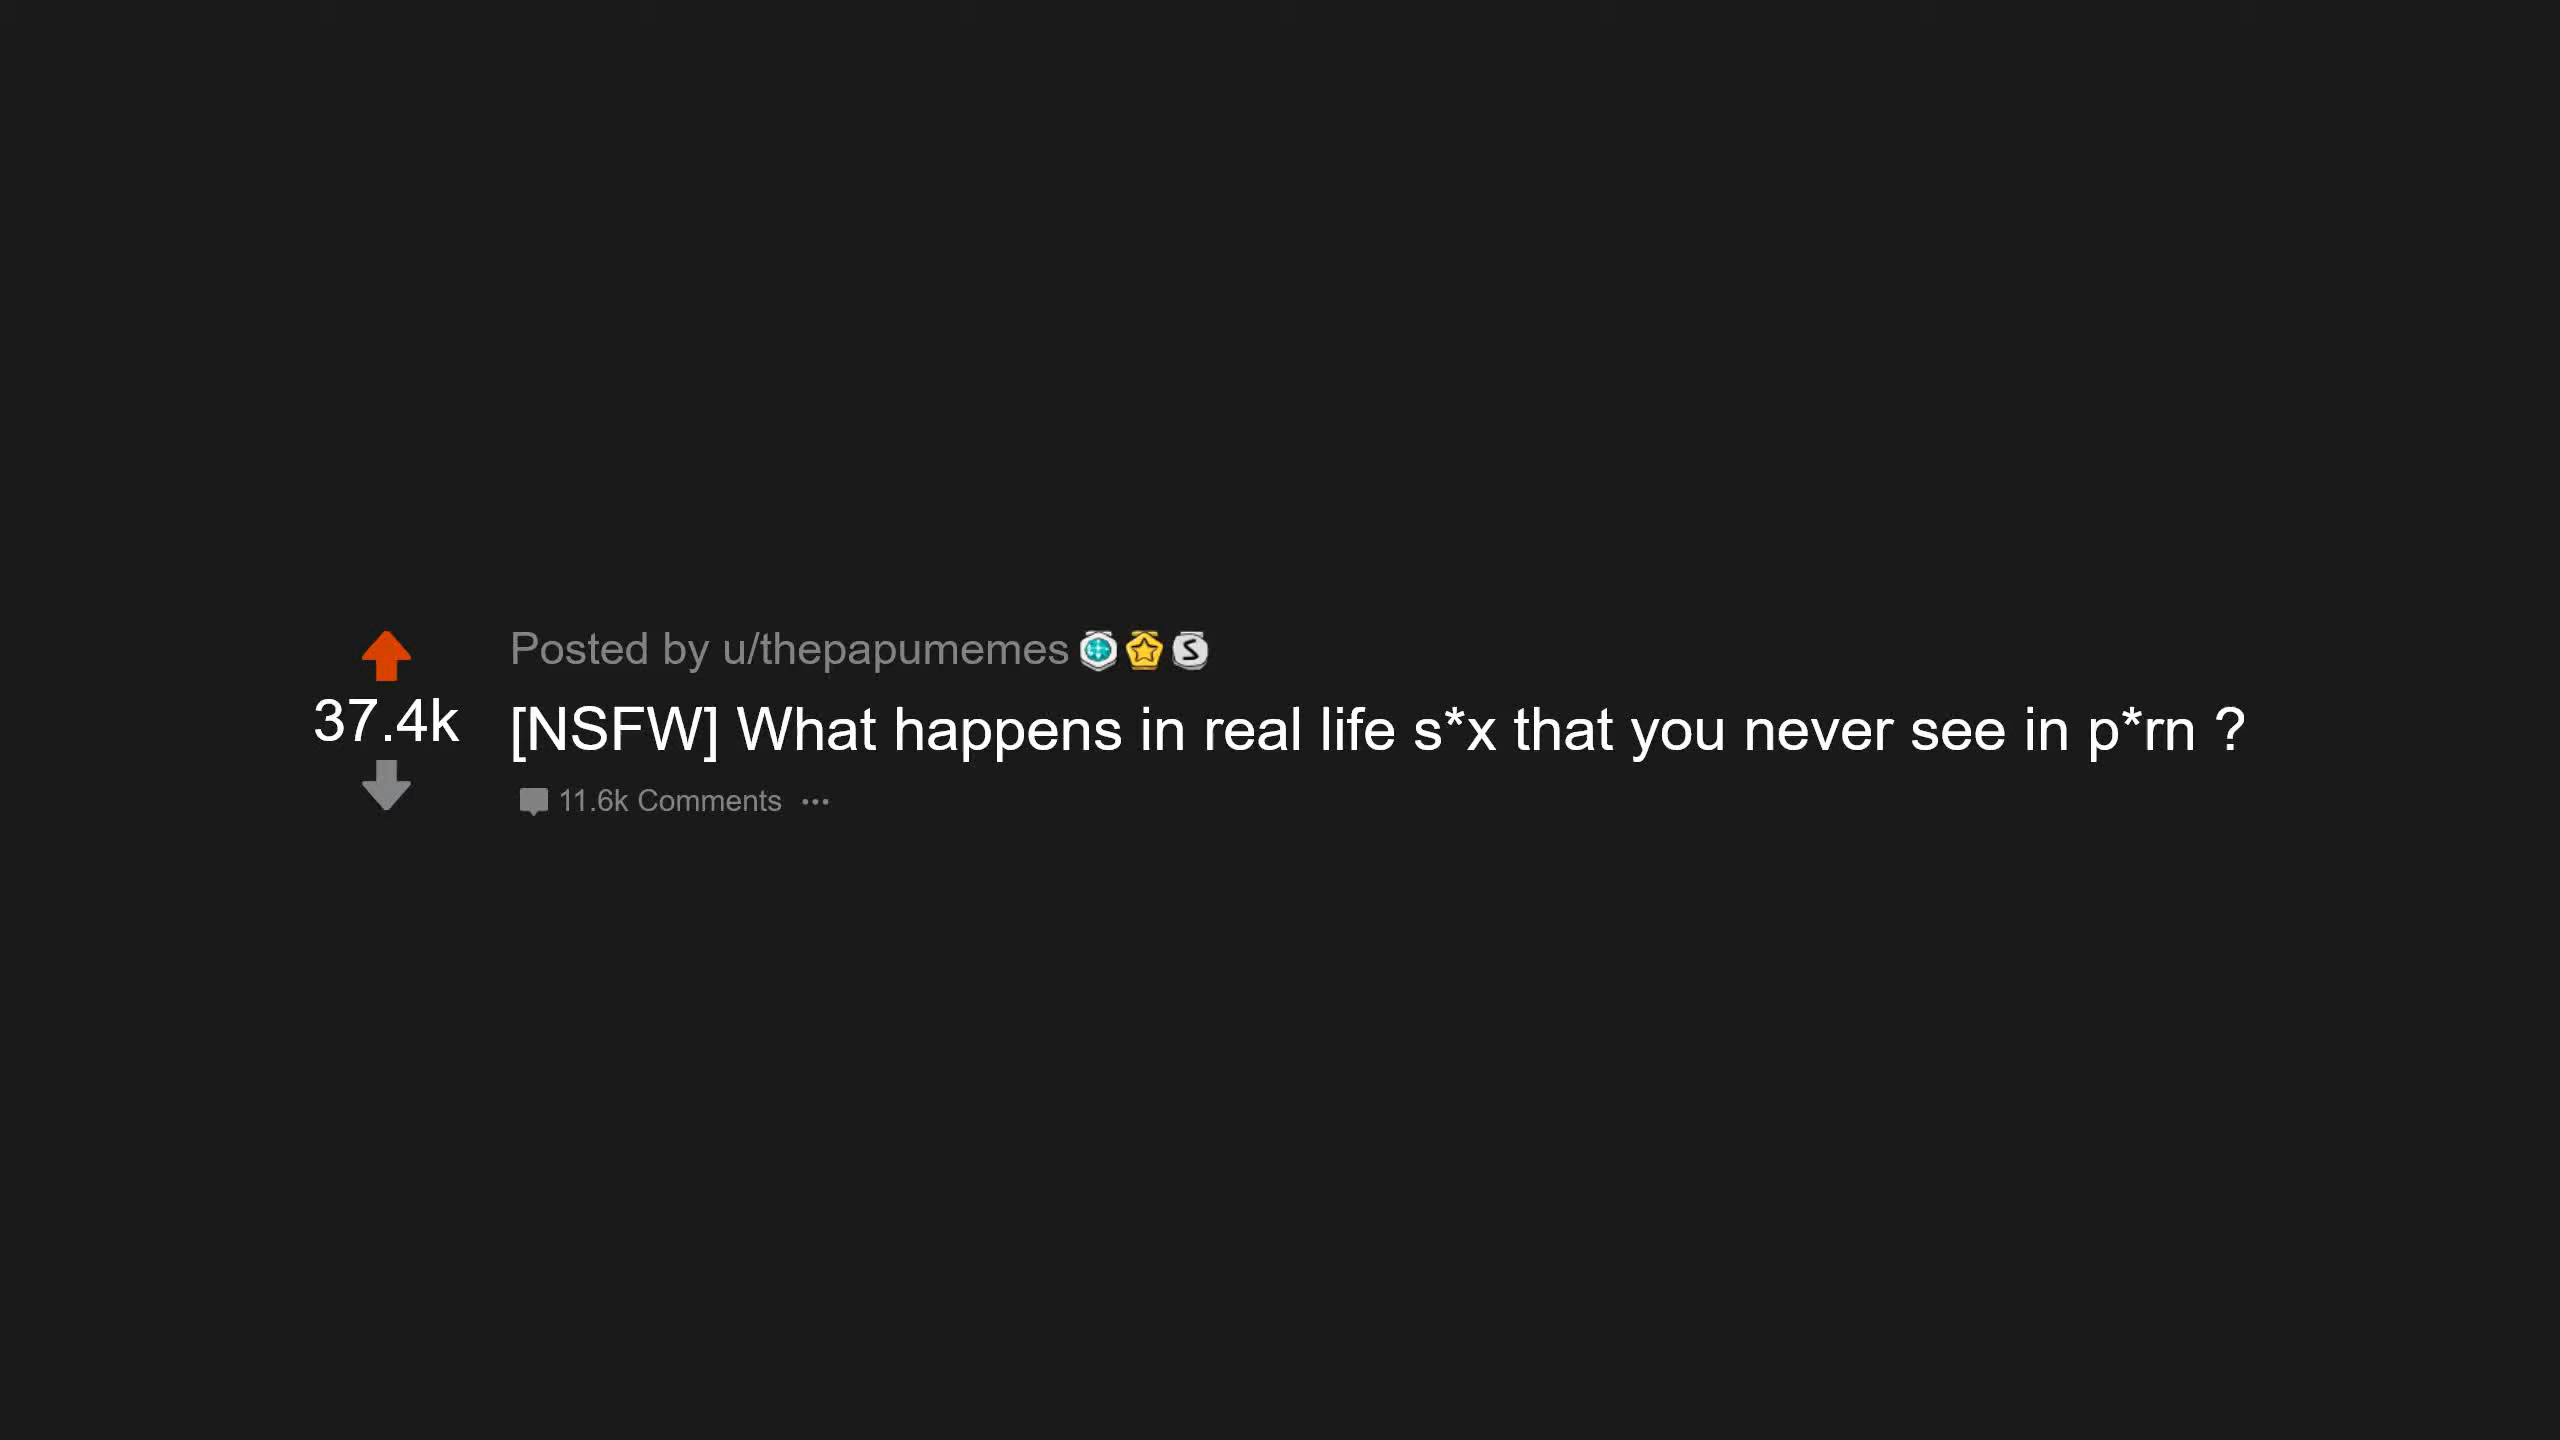 Posted by u/thepapumemes
37.4k
[NSFW] What happens in real life s*x that you never see in p*rn ?
11.6k Comments ...